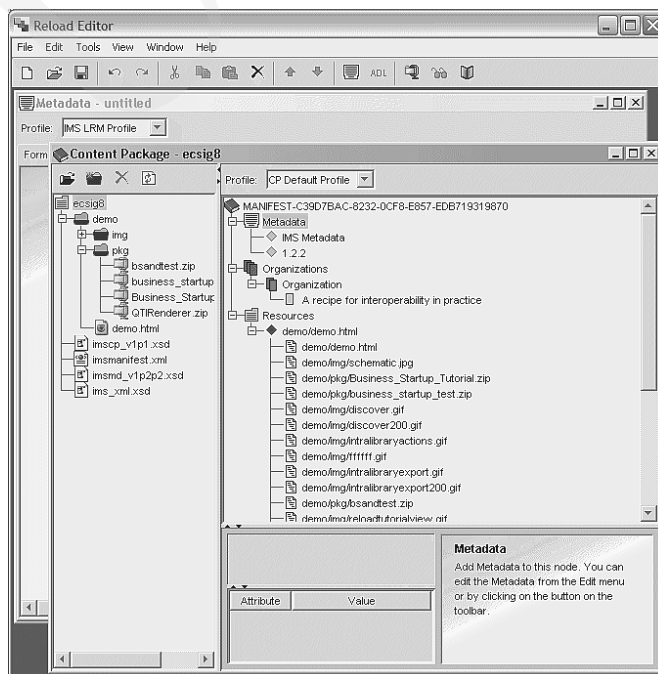 Reload Editor
File Edit Tools View Window Help
ADL
Metadata - untitled
Profile: IMS LRM Profile
Form
Content Package - ecsig8
Profile: CP Default Profile
ecsig8
demo
img
pkg
bsandtest.zip
business_startup
Business_Startup
QTIRenderer.zip
demo.html
imscp_v1p1.xsd
imsmanifest.xml
imsmd_v1p2p2.xsd
ims_xml.xsd
MANIFEST-C39D7BAC-8232-0CF8-E857-EDB719319870
Metadata
IMS Metadata
1.2.2
Organizations
Organization
A recipe for interoperability in practice
Resources
demo/demo.html
demo/demo.html
demo/img/schematic.jpg
demo/pkg/Business_Startup_Tutorial.zip
demo/pkg/business_startup_test.zip
demo/img/discover.gif
demo/img/discover200.gif
demo/img/intralibraryactions.gif
demo/img/ffffff.gif
demo/img/intralibraryexport.gif
demo/img/intralibraryexport200.gif
demo/pkg/bsandtest.zip
demo/img/reloadtutorialview.gif
Attribute Value
Metadata
Add Metadata to this node. You can
edit the Metadata from the Edit menu
or by clicking on the button on the
toolbar.